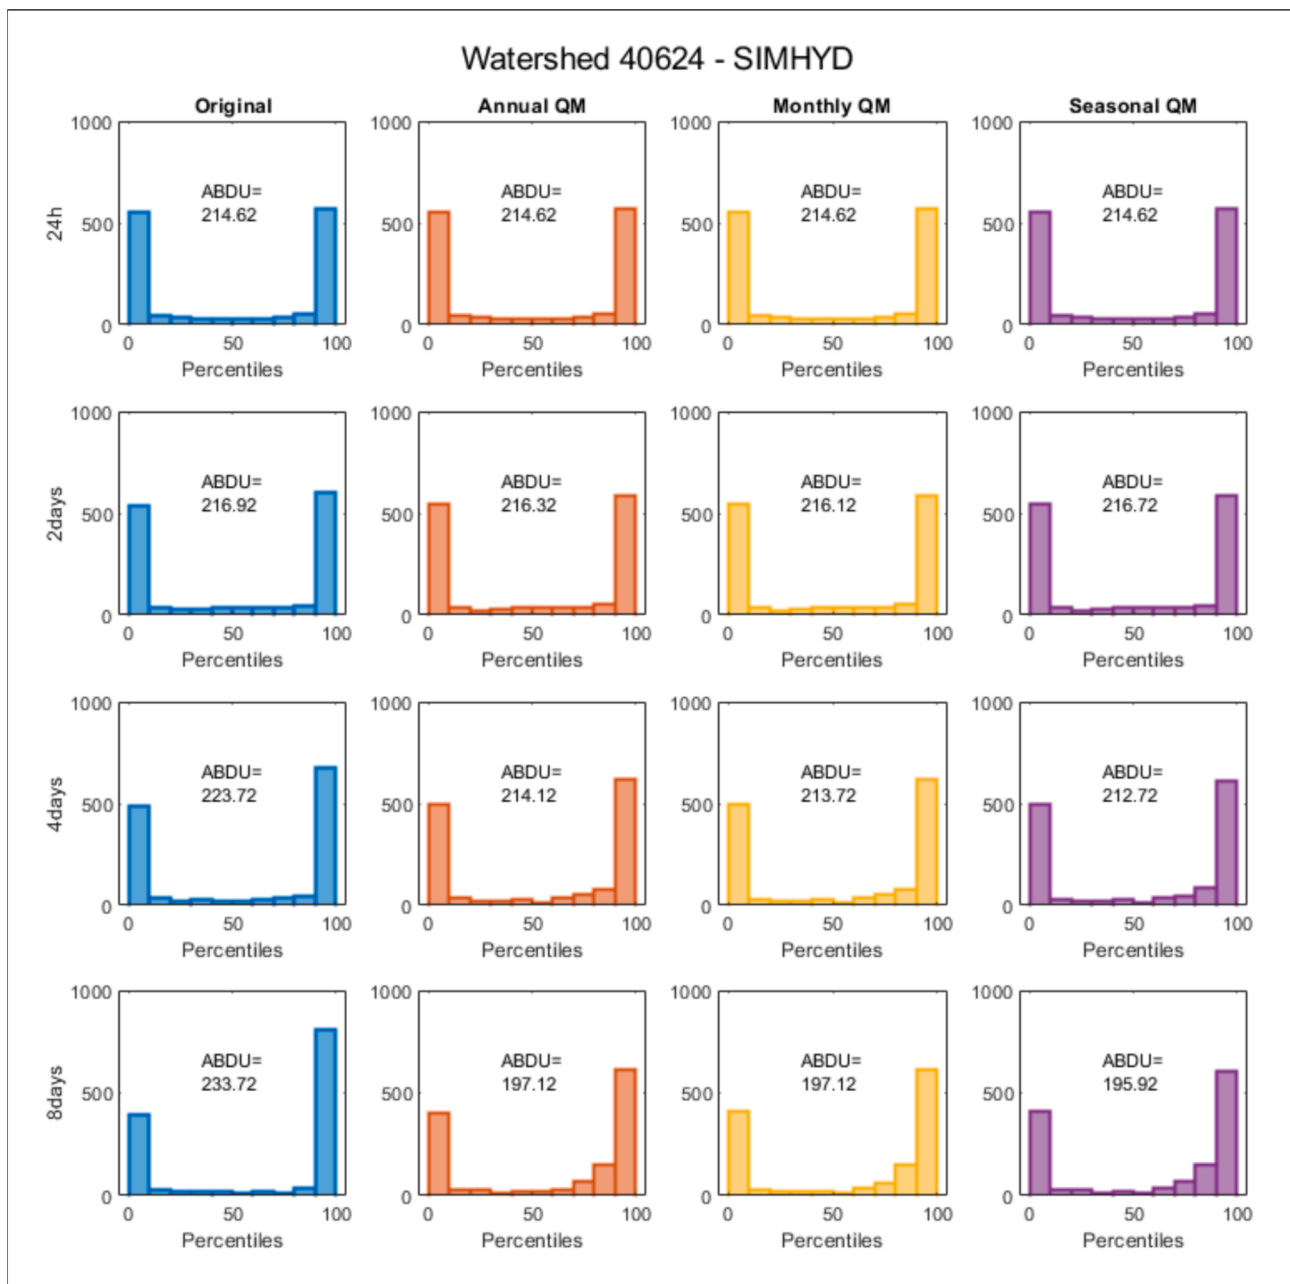 Watershed 40624 - SIMHYD
Original
Annual QM
Monthly QM
Seasonal QM
24h
1000
500
0
ABDU=
214.62
0 50 100
Percentiles
1000
500
0
ABDU=
214.62
0 50 100
Percentiles
1000
500
0
ABDU=
214.62
0 50 100
Percentiles
1000
500
0
ABDU=
214.62
0 50 100
Percentiles
2days
1000
500
0
ABDU=
216.92
0 50 100
Percentiles
1000
500
0
ABDU=
216.32
0 50 100
Percentiles
1000
500
0
ABDU=
216.12
0 50 100
Percentiles
1000
500
0
ABDU=
216.72
0 50 100
Percentiles
4days
1000
500
0
ABDU=
223.72
0 50 100
Percentiles
1000
500
0
ABDU=
214.12
0 50 100
Percentiles
1000
500
0
ABDU=
213.72
0 50 100
Percentiles
1000
500
0
ABDU=
212.72
0 50 100
Percentiles
8days
1000
500
0
ABDU=
233.72
0 50 100
Percentiles
1000
500
0
ABDU=
197.12
0 50 100
Percentiles
1000
500
0
ABDU=
197.12
0 50 100
Percentiles
1000
500
0
ABDU=
195.92
0 50 100
Percentiles